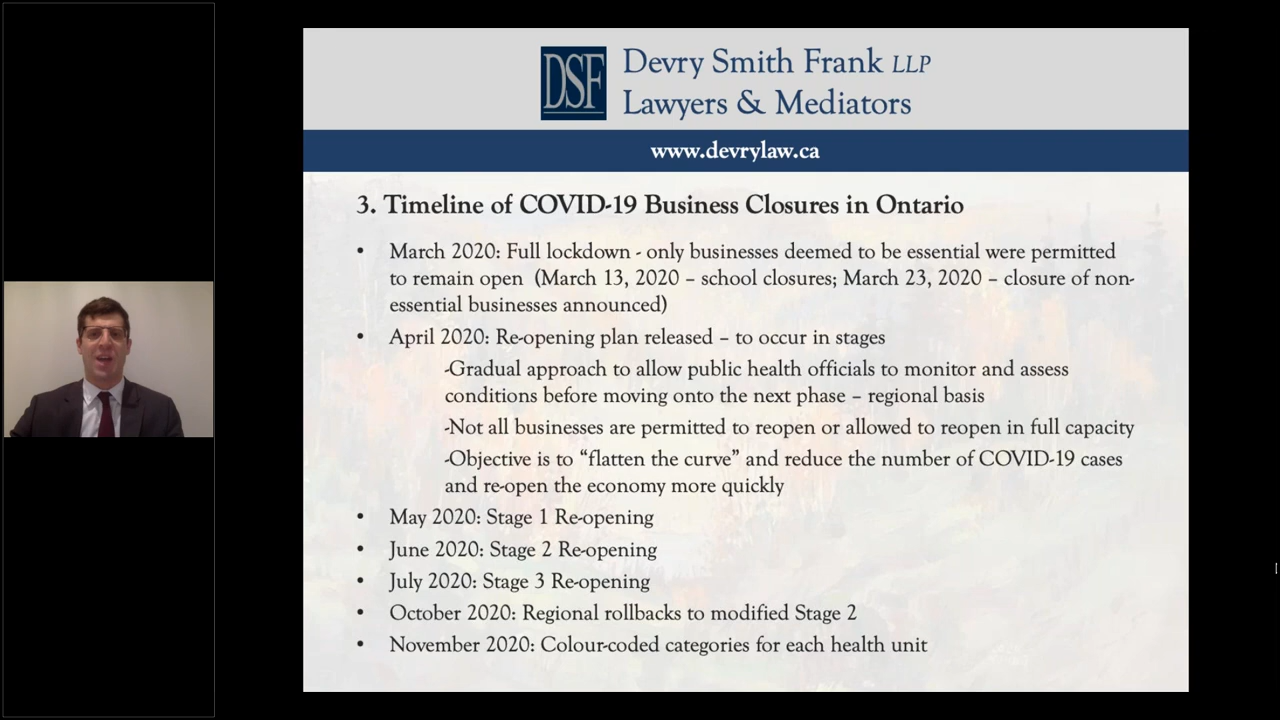 DSF
Devry Smith Frank LLP
Lawyers & Mediators
www.devrylaw.ca
3. Timeline of COVID-19 Business Closures in Ontario
• March 2020: Full lockdown - only businesses deemed to be essential were permitted
to remain open (March 13, 2020 – school closures; March 23, 2020 – closure of non-
essential businesses announced)
• April 2020: Re-opening plan released – to occur in stages
-Gradual approach to allow public health officials to monitor and assess
conditions before moving onto the next phase – regional basis
-Not all businesses are permitted to reopen or allowed to reopen in full capacity
-Objective is to “flatten the curve” and reduce the number of COVID-19 cases
and re-open the economy more quickly
• May 2020: Stage 1 Re-opening
• June 2020: Stage 2 Re-opening
• July 2020: Stage 3 Re-opening
• October 2020: Regional rollbacks to modified Stage 2
• November 2020: Colour-coded categories for each health unit